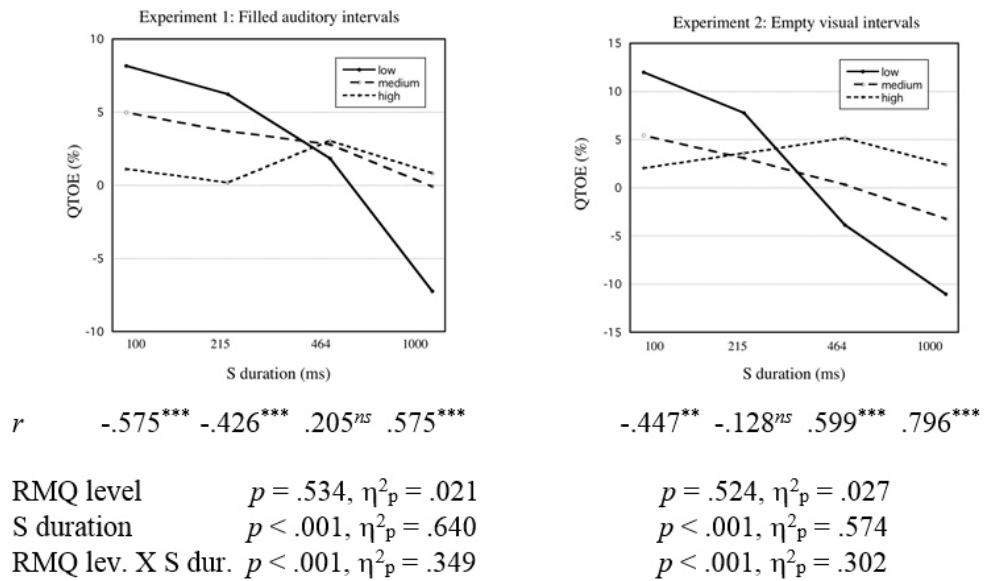 Experiment 1: Filled auditory intervals
10
5
0
-5
-10
QTOE (%)
low
medium
high
100 215 464 1000
S duration (ms)
Experiment 2: Empty visual intervals
15
10
5
0
-5
-10
-15
QTOE (%)
low
medium
high
100 215 464 1000
S duration (ms)
r -.575*** -.426*** .205ns .575*** -.447** -.128ns .599*** .796***
RMQ level p = .534, η²p = .021 p = .524, η²p = .027
S duration p < .001, η²p = .640 p < .001, η²p = .574
RMQ lev. X S dur. p < .001, η²p = .349 p < .001, η²p = .302